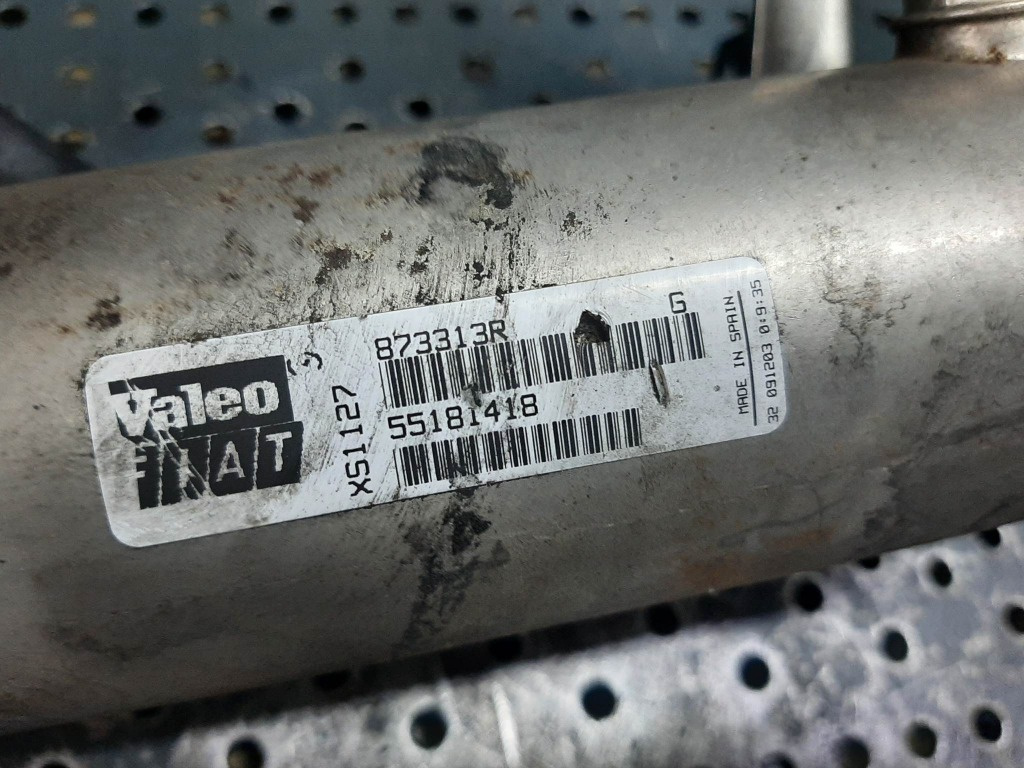 Valeo
FIAT
XS1127
873313R G
55181418
MADE IN SPAIN
32 091203 0:9:35